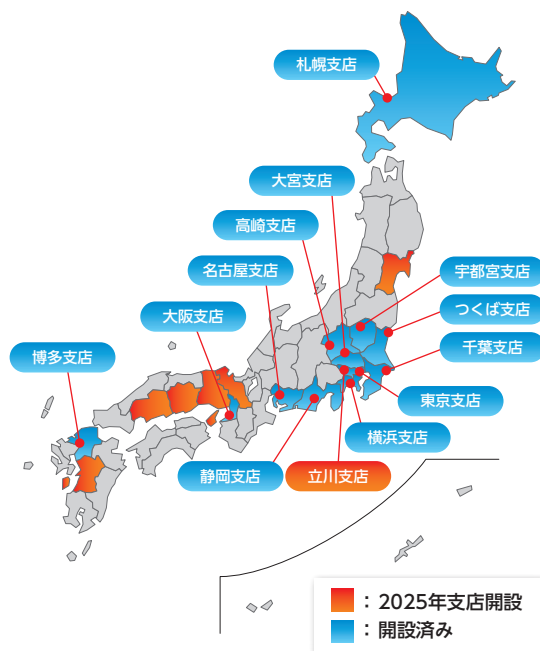 札幌支店
大宮支店
高崎支店
名古屋支店
宇都宮支店
つくば支店
大阪支店
千葉支店
博多支店
東京支店
横浜支店
静岡支店
立川支店
：2025年支店開設
：開設済み